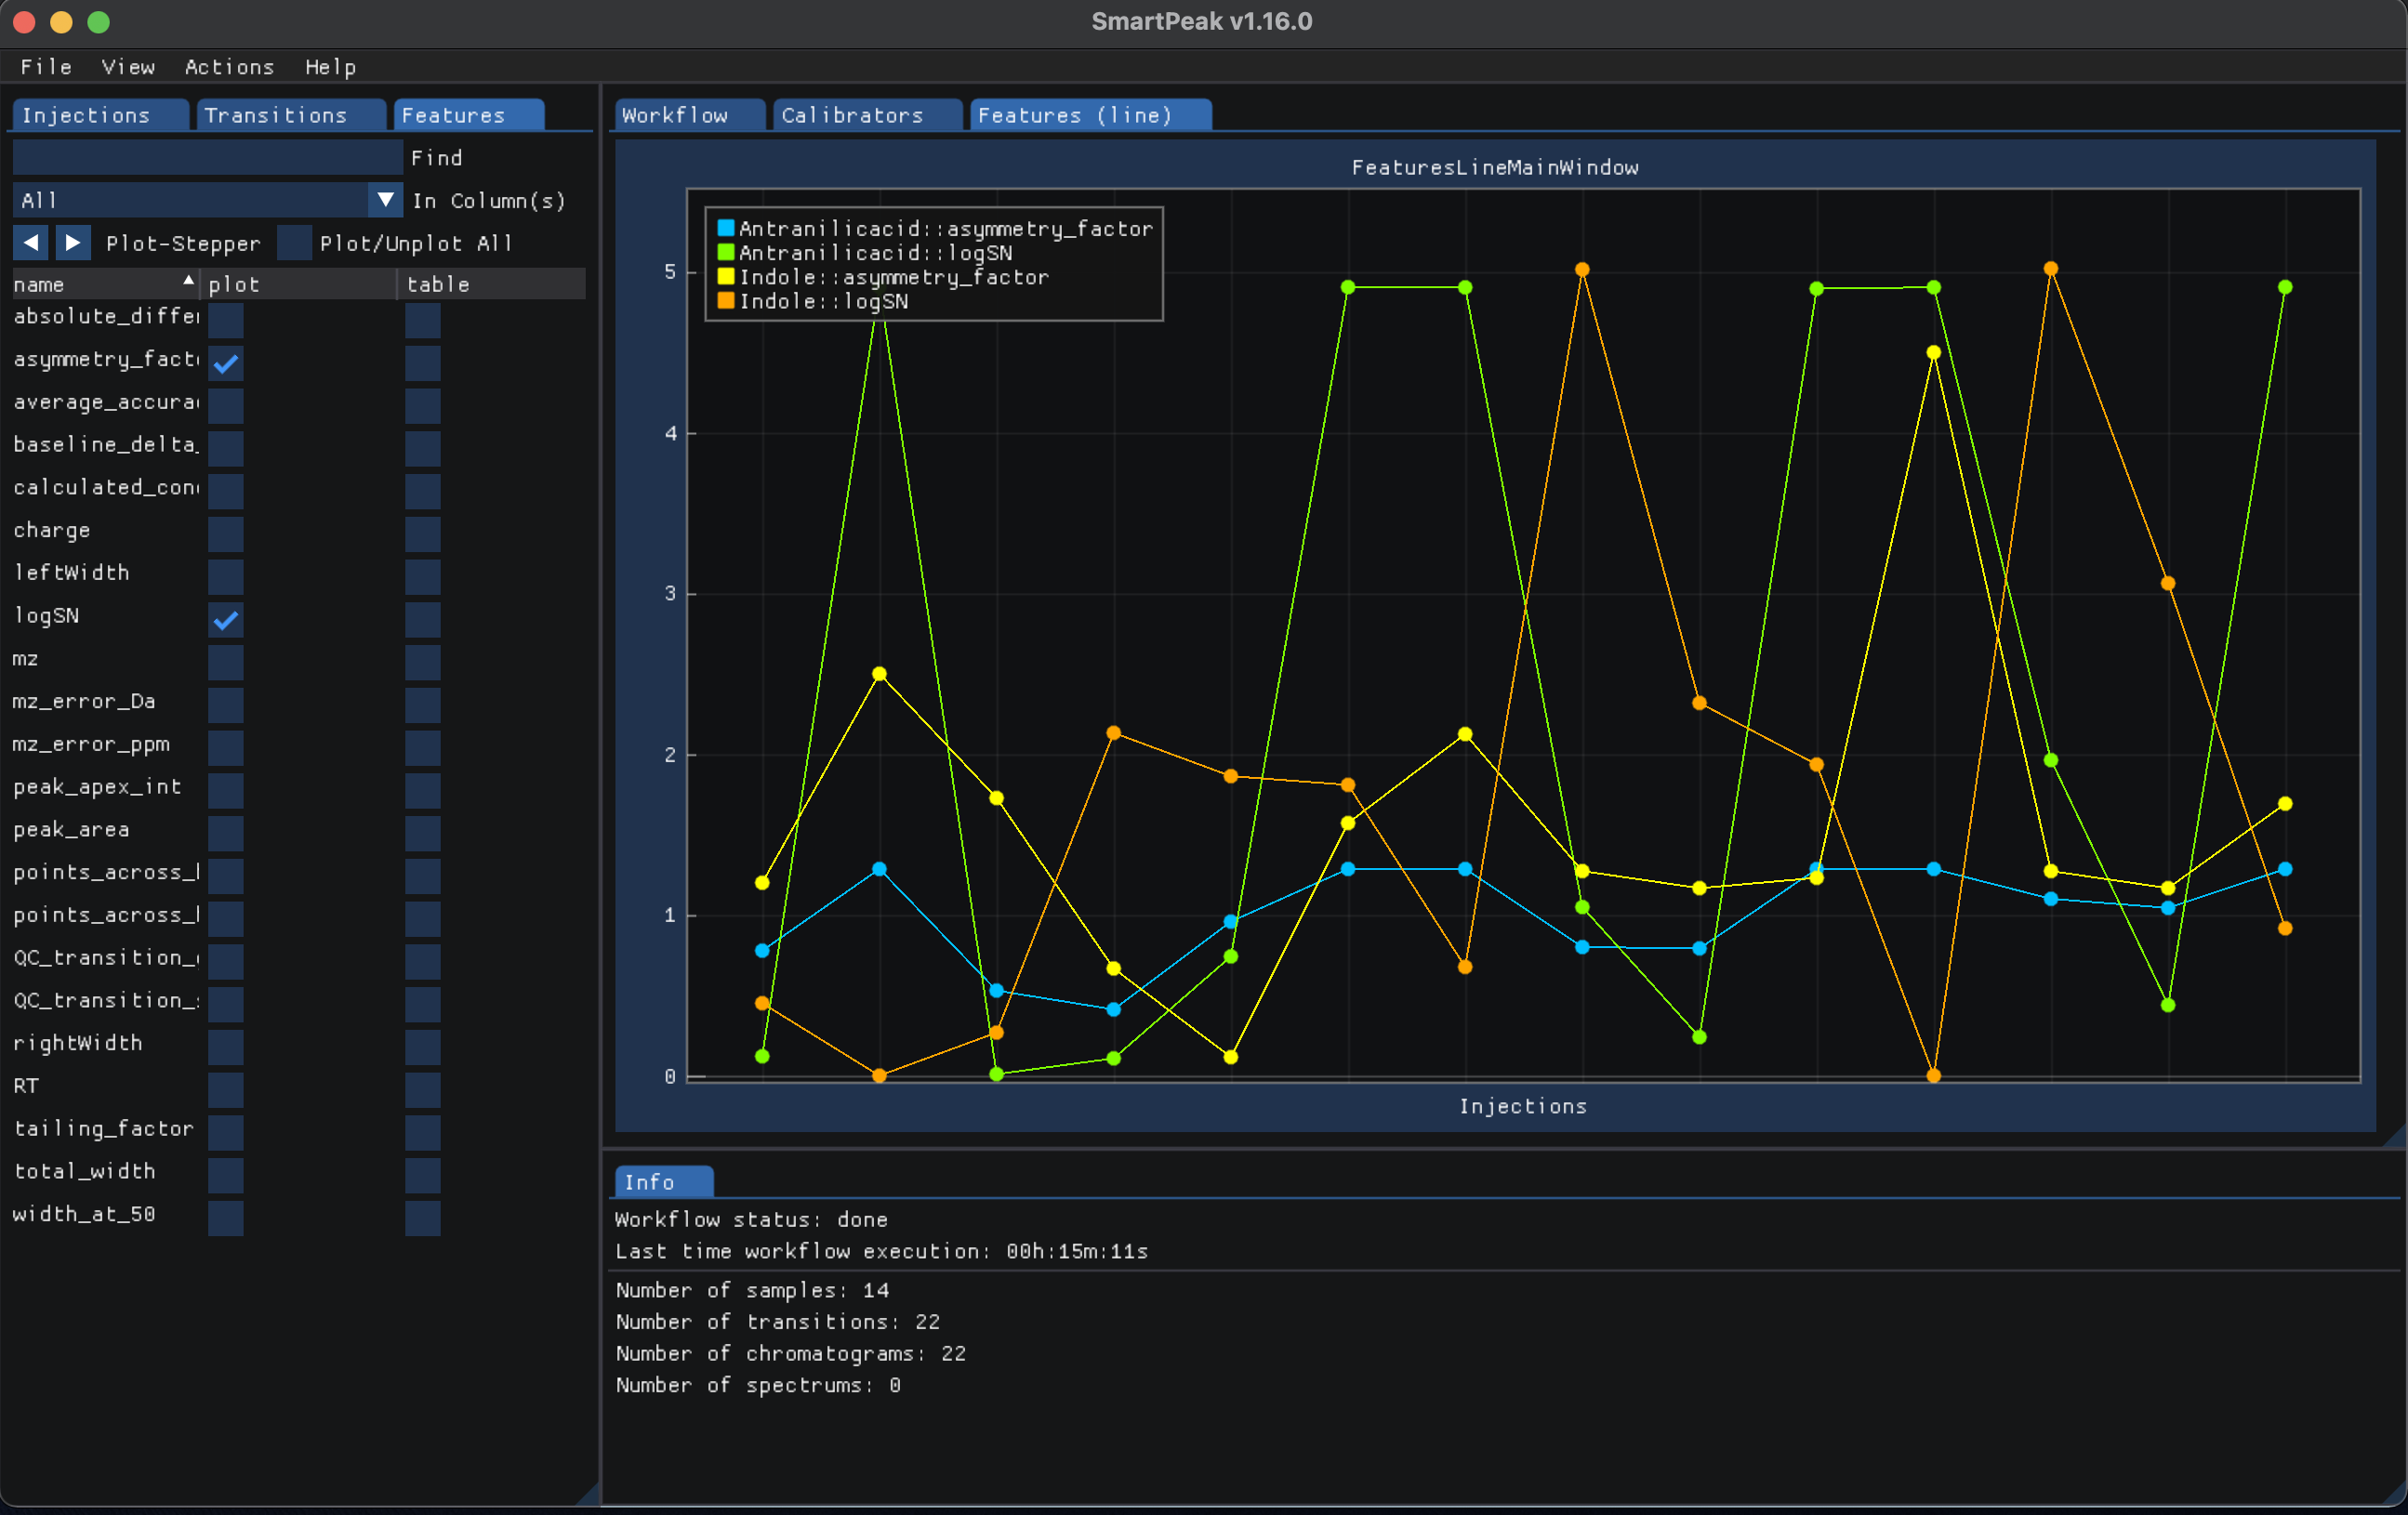 SmartPeak v1.16.0
File View Actions Help
Injections Transitions Features
Find
All In Column(s)
Plot-Stepper Plot/Unplot All
name plot table
absolute_differ
asymmetry_fact
average_accura
baseline_delta_
calculated_con
charge
leftWidth
logSN
mz
mz_error_Da
mz_error_ppm
peak_apex_int
peak_area
points_across_
points_across_
QC_transition_
QC_transition_
rightWidth
RT
tailing_factor
total_width
width_at_50
Workflow Calibrators Features (line)
FeaturesLineMainWindow
Antranilicacid::asymmetry_factor
Antranilicacid::logSN
Indole::asymmetry_factor
Indole::logSN
5
4
3
2
1
0
Injections
Info
Workflow status: done
Last time workflow execution: 00h:15m:11s
Number of samples: 14
Number of transitions: 22
Number of chromatograms: 22
Number of spectrums: 0